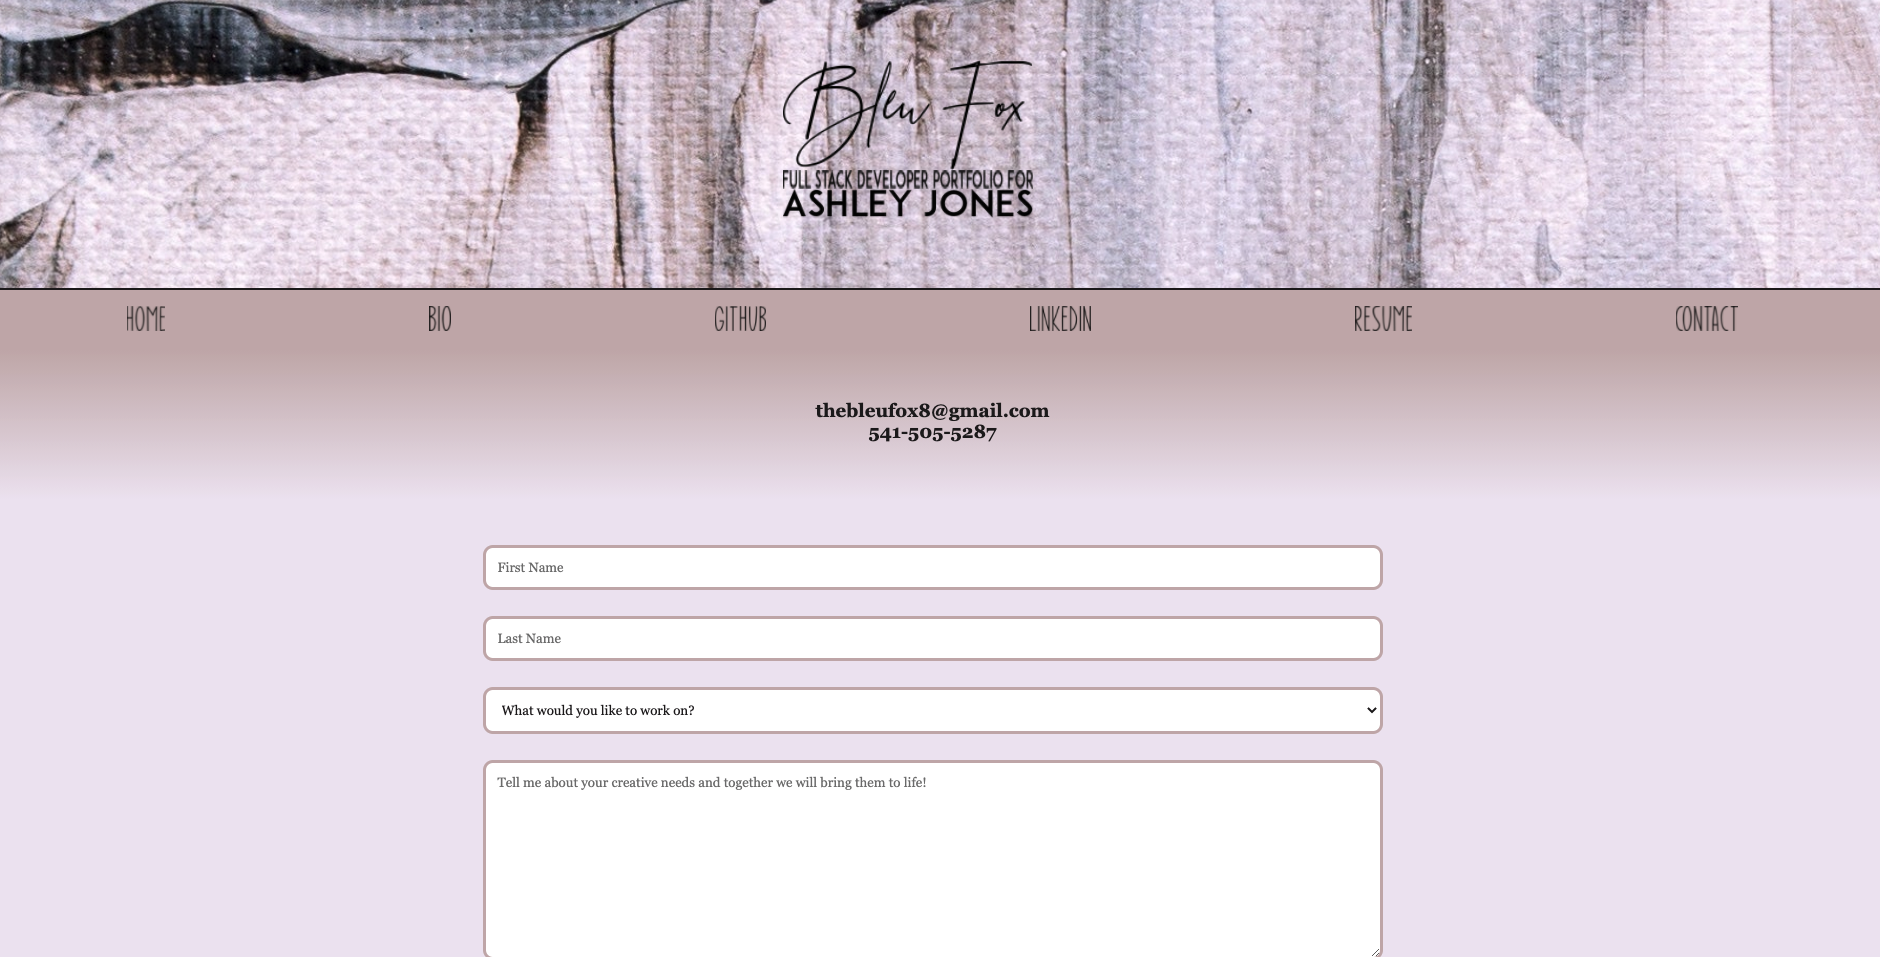 Bleu Fox
FULL STACK DEVELOPER PORTFOLIO FOR
ASHLEY JONES
HOME BIO GITHUB LINKEDIN RESUME CONTACT
thebleufox8@gmail.com
541-505-5287
First Name
Last Name
What would you like to work on?
Tell me about your creative needs and together we will bring them to life!